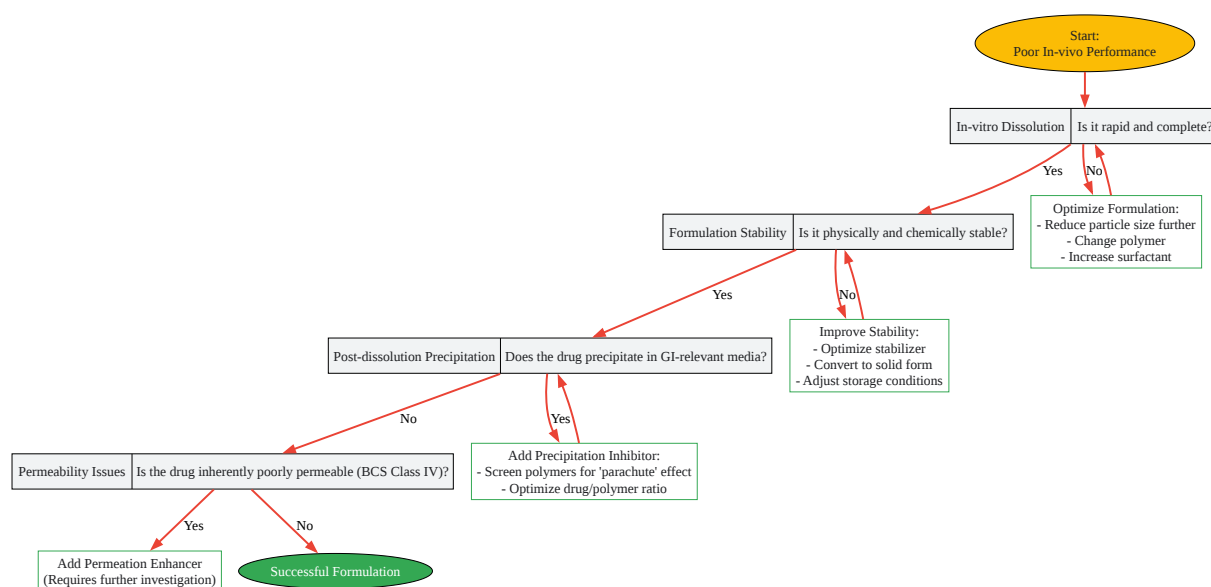 Start:
Poor In-vivo Performance
In-vitro Dissolution
Is it rapid and complete?
Yes
No
Optimize Formulation:
- Reduce particle size further
- Change polymer
- Increase surfactant
Formulation Stability
Is it physically and chemically stable?
Yes
No
Improve Stability:
- Optimize stabilizer
- Convert to solid form
- Adjust storage conditions
Post-dissolution Precipitation
Does the drug precipitate in GI-relevant media?
No
Yes
Add Precipitation Inhibitor:
- Screen polymers for 'parachute' effect
- Optimize drug/polymer ratio
Permeability Issues
Is the drug inherently poorly permeable (BCS Class IV)?
Yes
No
Add Permeation Enhancer
(Requires further investigation)
Successful Formulation